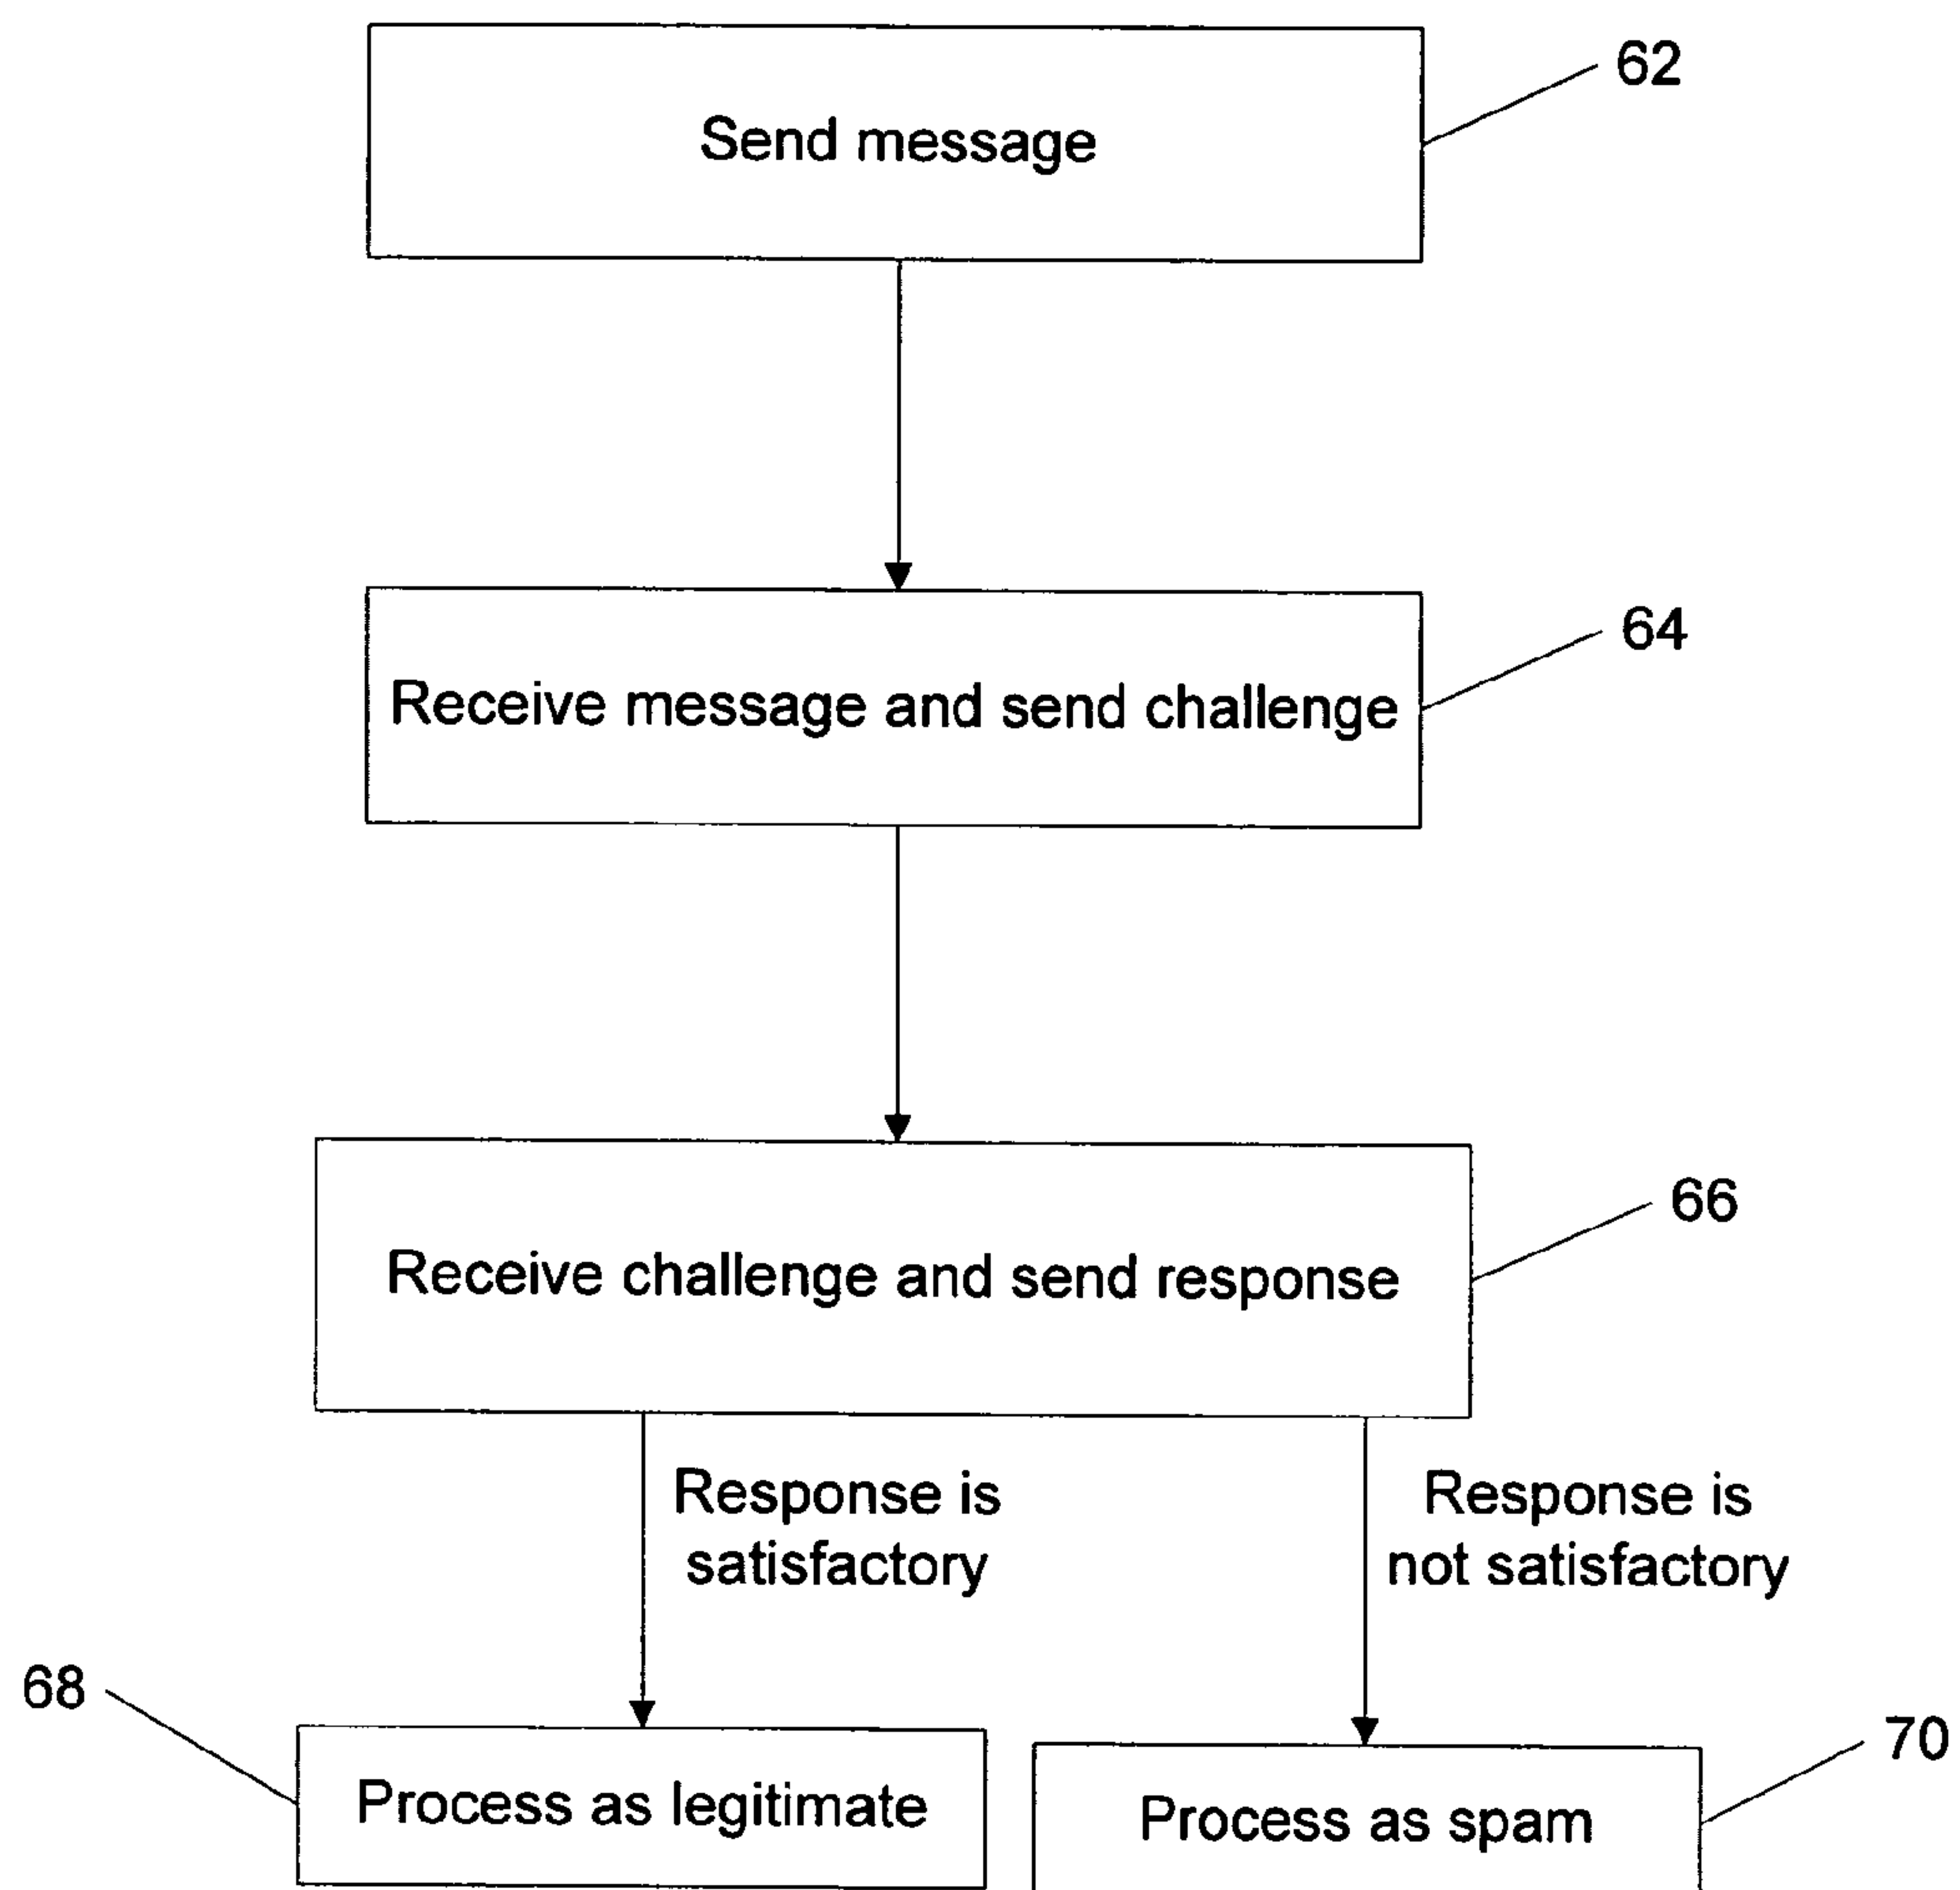 Send message
62
Receive message and send challenge
64
Receive challenge and send response
66
Response is
satisfactory
Response is
not satisfactory
68
Process as legitimate
Process as spam
70